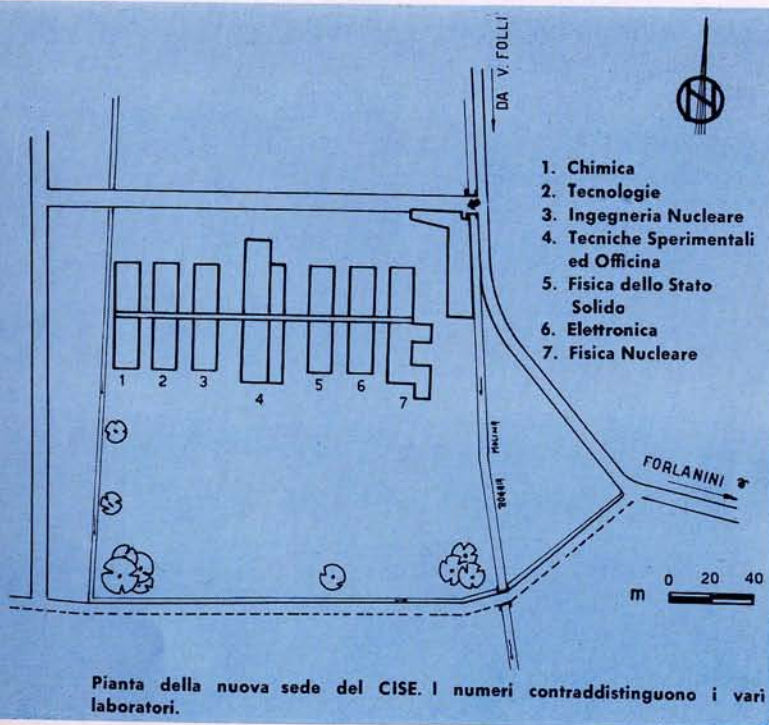 DA V. FOLLI
N
1. Chimica
2. Tecnologie
3. Ingegneria Nucleare
4. Tecniche Sperimentali
ed Officina
5. Fisica dello Stato
Solido
6. Elettronica
7. Fisica Nucleare
1 2 3 4 5 6 7
ROGGIA MOLINA
FORLANINI
m 0 20 40
Pianta della nuova sede del CISE. I numeri contraddistinguono i vari
laboratori.